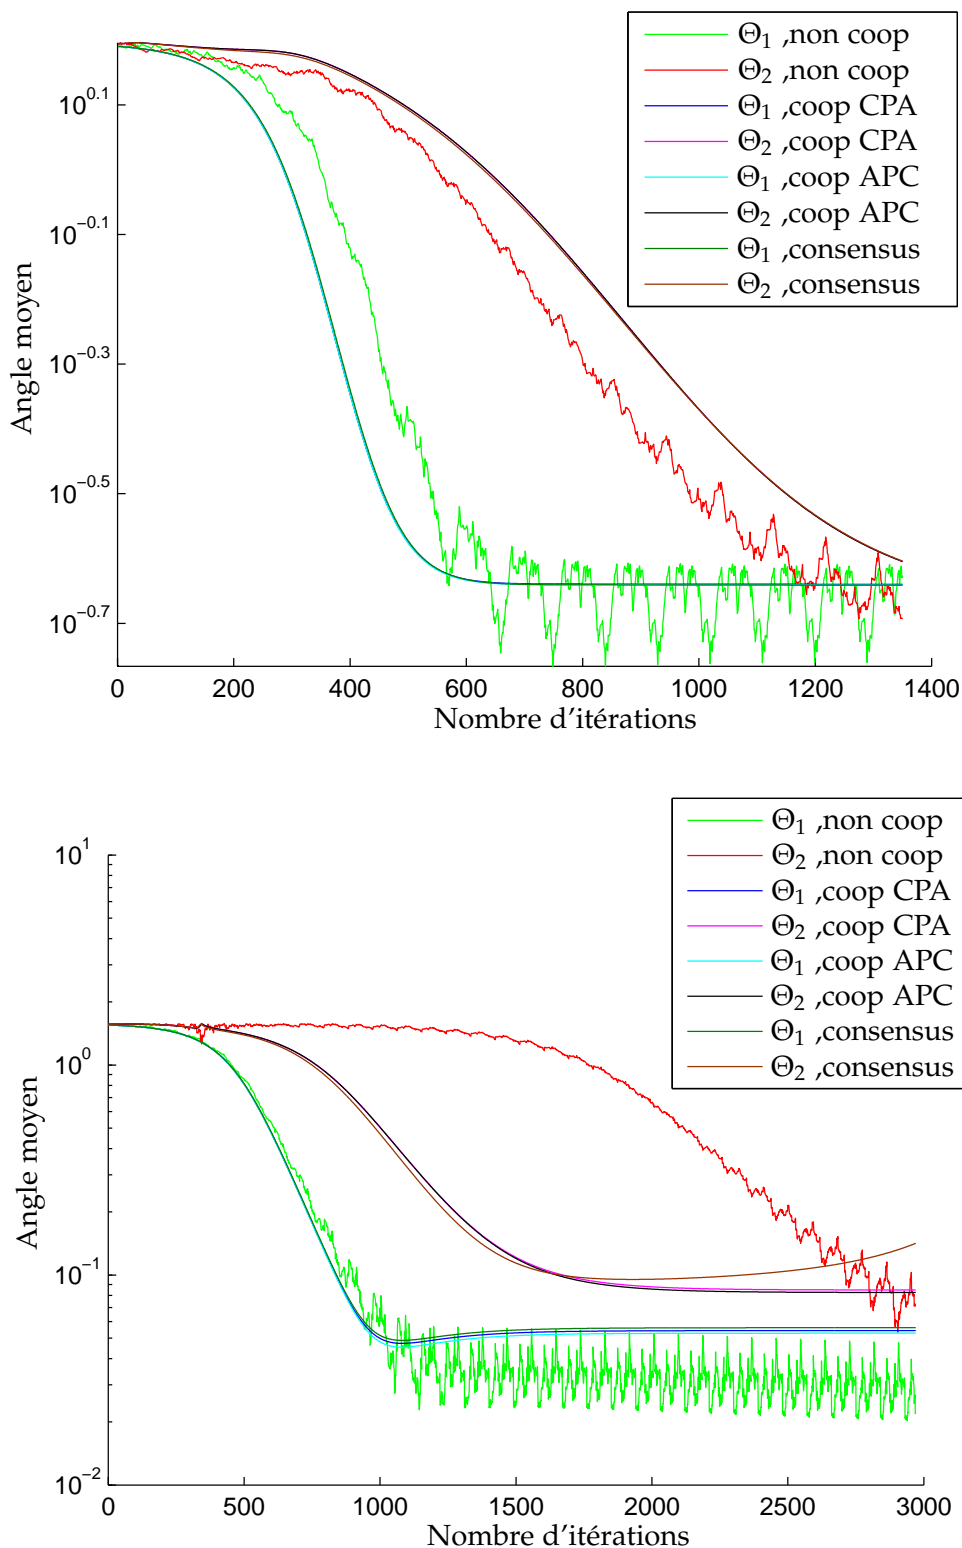 Θ1 ,non coop
Θ2 ,non coop
Θ1 ,coop CPA
Θ2 ,coop CPA
Θ1 ,coop APC
Θ2 ,coop APC
Θ1 ,consensus
Θ2 ,consensus
10^0.1
10^-0.1
10^-0.3
10^-0.5
10^-0.7
Angle moyen
0 200 400 600 800 1000 1200 1400
Nombre d'itérations
Θ1 ,non coop
Θ2 ,non coop
Θ1 ,coop CPA
Θ2 ,coop CPA
Θ1 ,coop APC
Θ2 ,coop APC
Θ1 ,consensus
Θ2 ,consensus
10^1
10^0
10^-1
10^-2
Angle moyen
0 500 1000 1500 2000 2500 3000
Nombre d'itérations